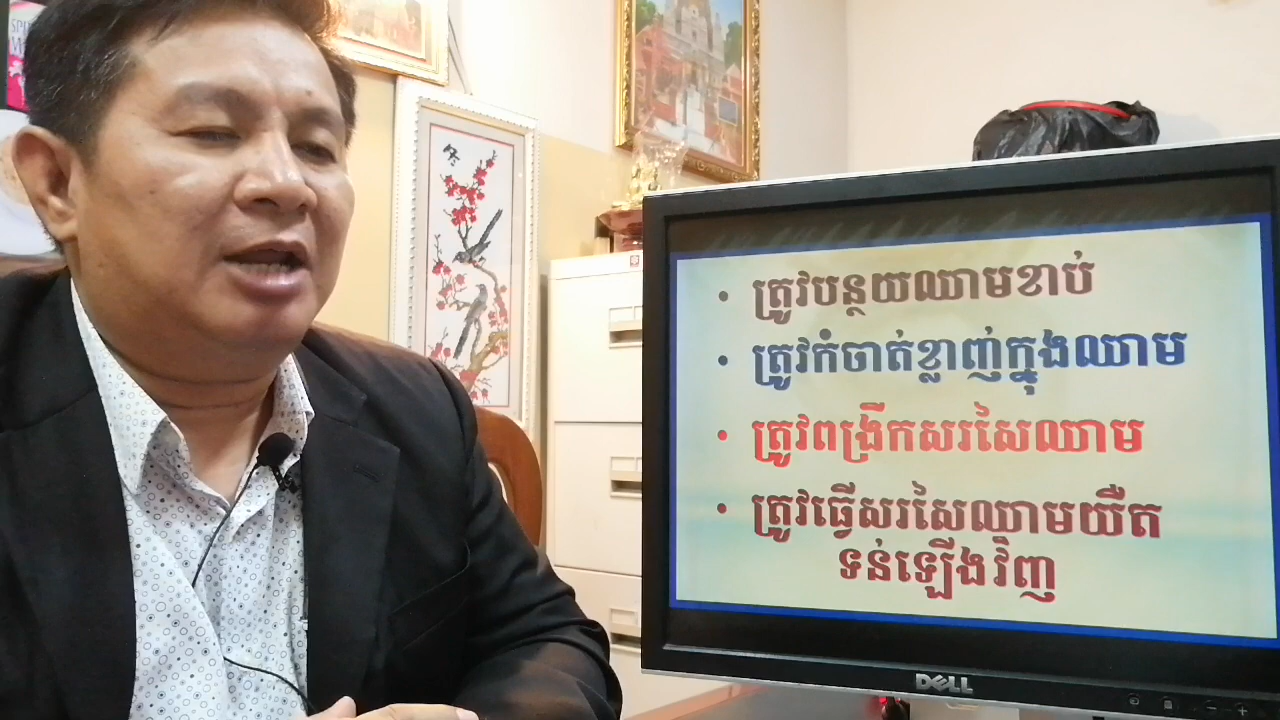 • ត្រូវបន្ថយឈាមខាប់
• ត្រូវកំចាត់ខ្លាញ់ក្នុងឈាម
• ត្រូវពង្រីកសរសៃឈាម
• ត្រូវធ្វើសរសៃឈាមយឺត
ទន់ឡើងវិញ
冬
DELL